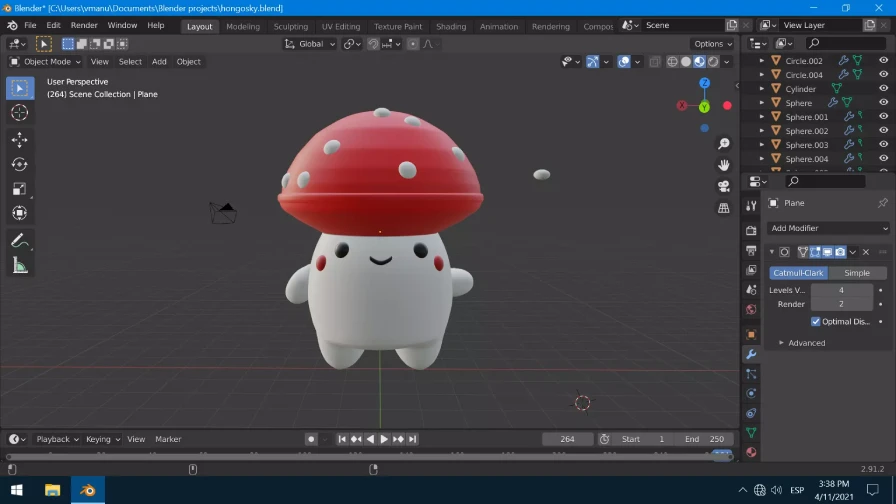 Blender* [C:\Users\vmanu\Documents\Blender projects\hongosky.blend]
File Edit Render Window Help Layout Modeling Sculpting UV Editing Texture Paint Shading Animation Rendering Compositing Scene View Layer
Global Options
Object Mode View Select Add Object
User Perspective
(264) Scene Collection | Plane
Z
Y
X
Circle.002
Circle.004
Cylinder
Sphere
Sphere.001
Sphere.002
Sphere.003
Sphere.004
Plane
Add Modifier
Catmull-Clark Simple
Levels V... 4
Render 2
Optimal Dis...
Advanced
Playback Keying View Marker 264 Start 1 End 250
2.91.2
ESP
3:38 PM
4/11/2021